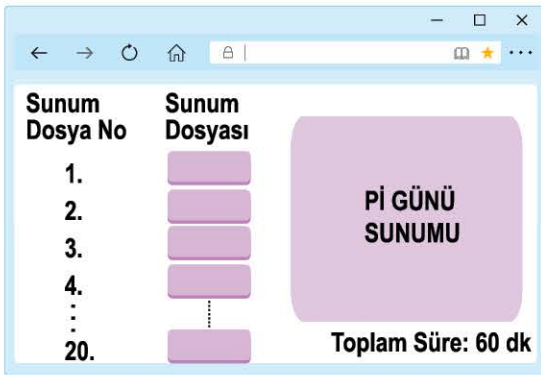 Sunum
Dosya No
Sunum
Dosyası
1.
2.
3.
4.
20.
Pİ GÜNÜ
SUNUMU
Toplam Süre: 60 dk